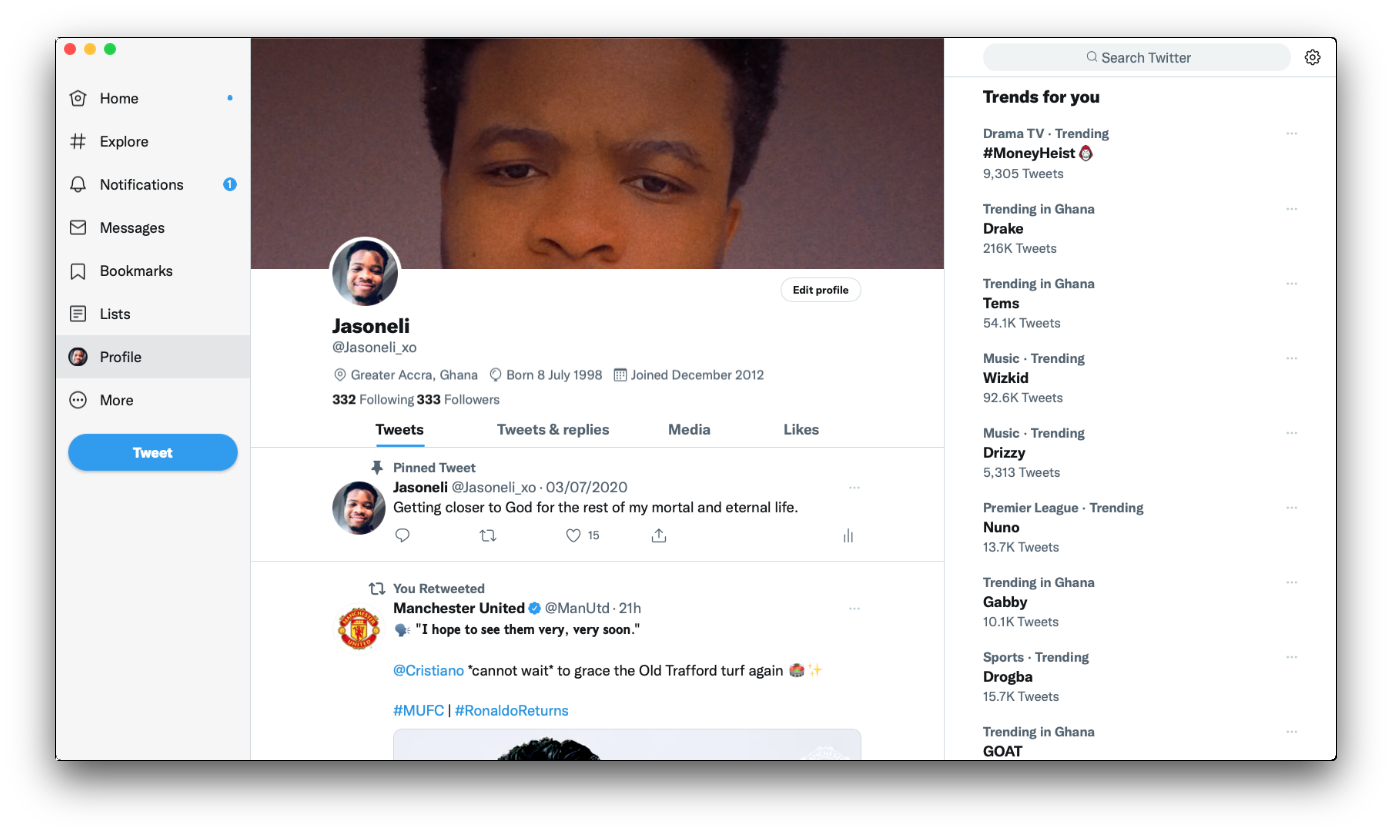 Home
Explore
Notifications 1
Messages
Bookmarks
Lists
Profile
More
Tweet
Edit profile
Jasoneli
@Jasoneli_xo
Greater Accra, Ghana Born 8 July 1998 Joined December 2012
332 Following 333 Followers
Tweets Tweets & replies Media Likes
Pinned Tweet
Jasoneli @Jasoneli_xo · 03/07/2020
Getting closer to God for the rest of my mortal and eternal life.
15
You Retweeted
Manchester United @ManUtd · 21h
🗣 "I hope to see them very, very soon."
@Cristiano *cannot wait* to grace the Old Trafford turf again 🏟✨
#MUFC | #RonaldoReturns
MANCHESTER
UNITED
Search Twitter
Trends for you
Drama TV · Trending
#MoneyHeist
9,305 Tweets
Trending in Ghana
Drake
216K Tweets
Trending in Ghana
Tems
54.1K Tweets
Music · Trending
Wizkid
92.6K Tweets
Music · Trending
Drizzy
5,313 Tweets
Premier League · Trending
Nuno
13.7K Tweets
Trending in Ghana
Gabby
10.1K Tweets
Sports · Trending
Drogba
15.7K Tweets
Trending in Ghana
GOAT